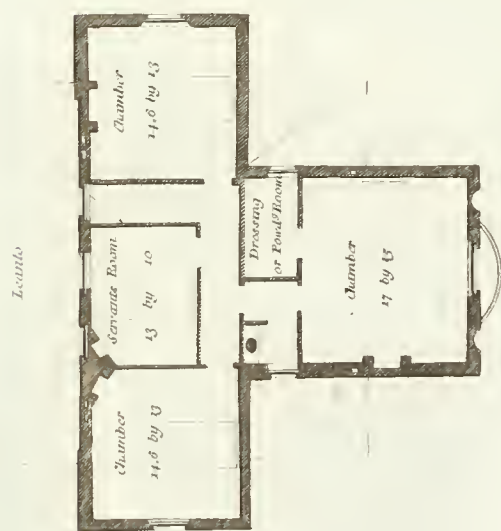 Leanto
Chamber
14.6 by 13
Servants Room
13 by 10
Chamber
14.6 by 13
Dressing
or Powd.g Room
Chamber
17 by 15